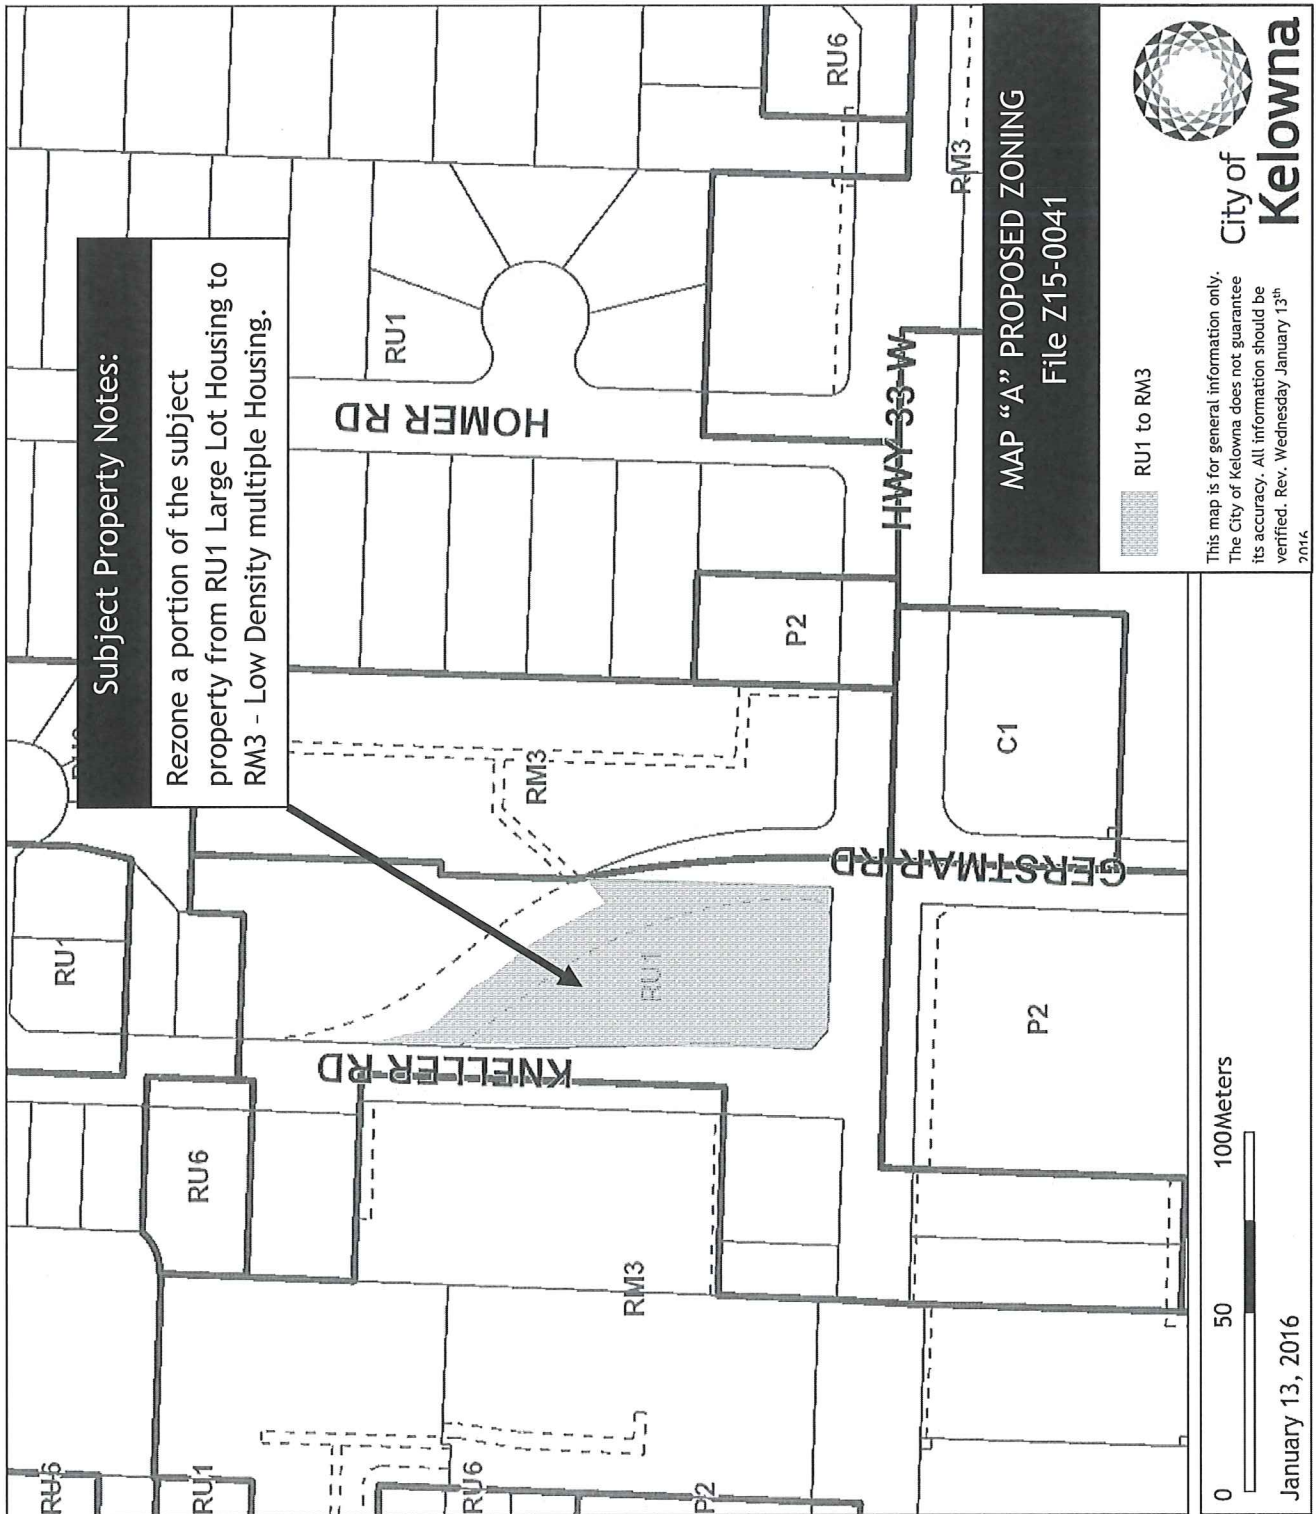 Subject Property Notes:
Rezone a portion of the subject
property from RU1 Large Lot Housing to
RM3 - Low Density multiple Housing.
RU6
RU1
RU6
P2
RU6
RM3
RU1
KNELLER RD
RU1
RM3
HOMER RD
RU1
P2
RU6
RM3
HWY 33 W
GERSTMAR RD
P2
C1
MAP “A” PROPOSED ZONING
File Z15-0041
RU1 to RM3
This map is for general information only.
The City of Kelowna does not guarantee
its accuracy. All information should be
verified. Rev. Wednesday January 13th
2016
City of
Kelowna
0 50 100Meters
January 13, 2016